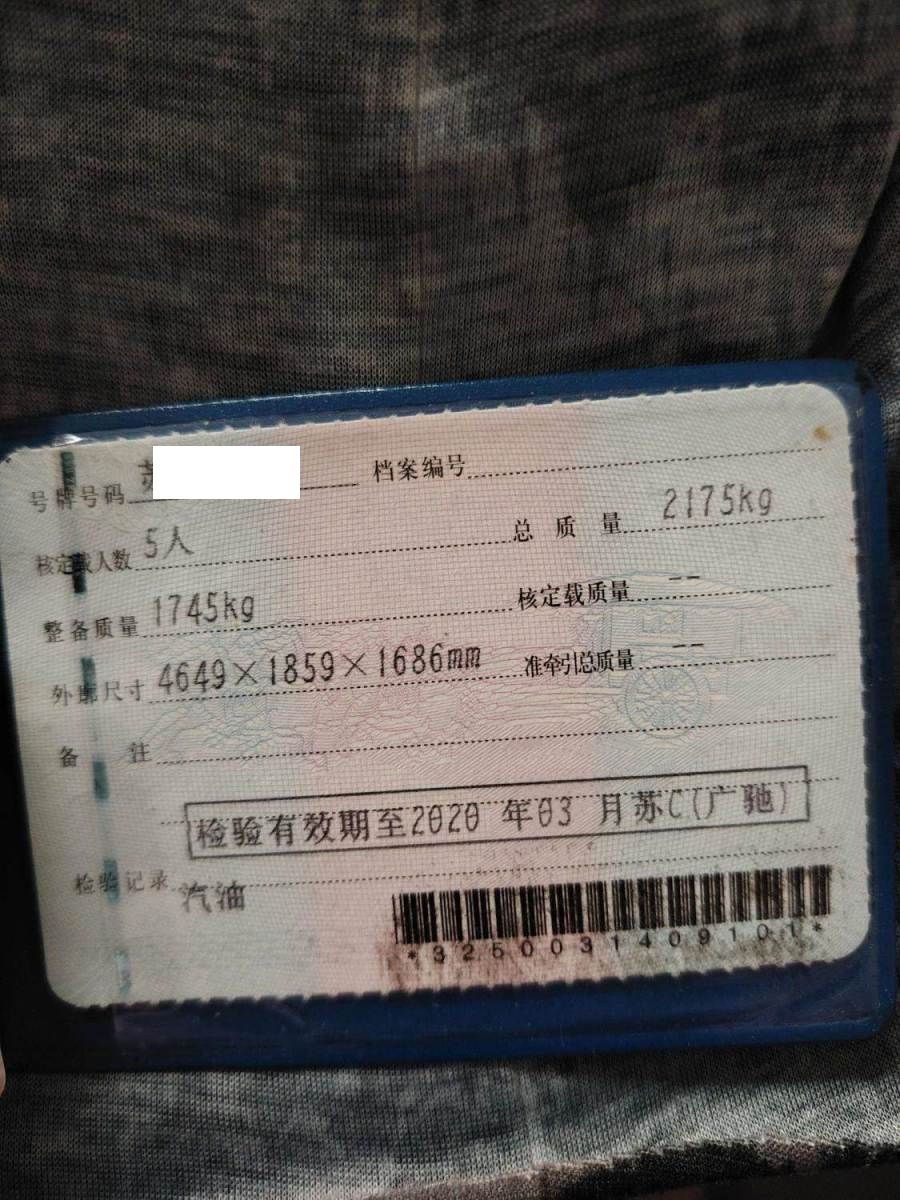 号牌号码 苏 档案编号
核定载人数 5人 总质量 2175kg
整备质量 1745kg 核定载质量 --
外廓尺寸 4649×1859×1686mm 准牵引总质量 --
备注
检验有效期至2020 年03 月苏C(广驰)
检验记录
汽油
*3250031409101*